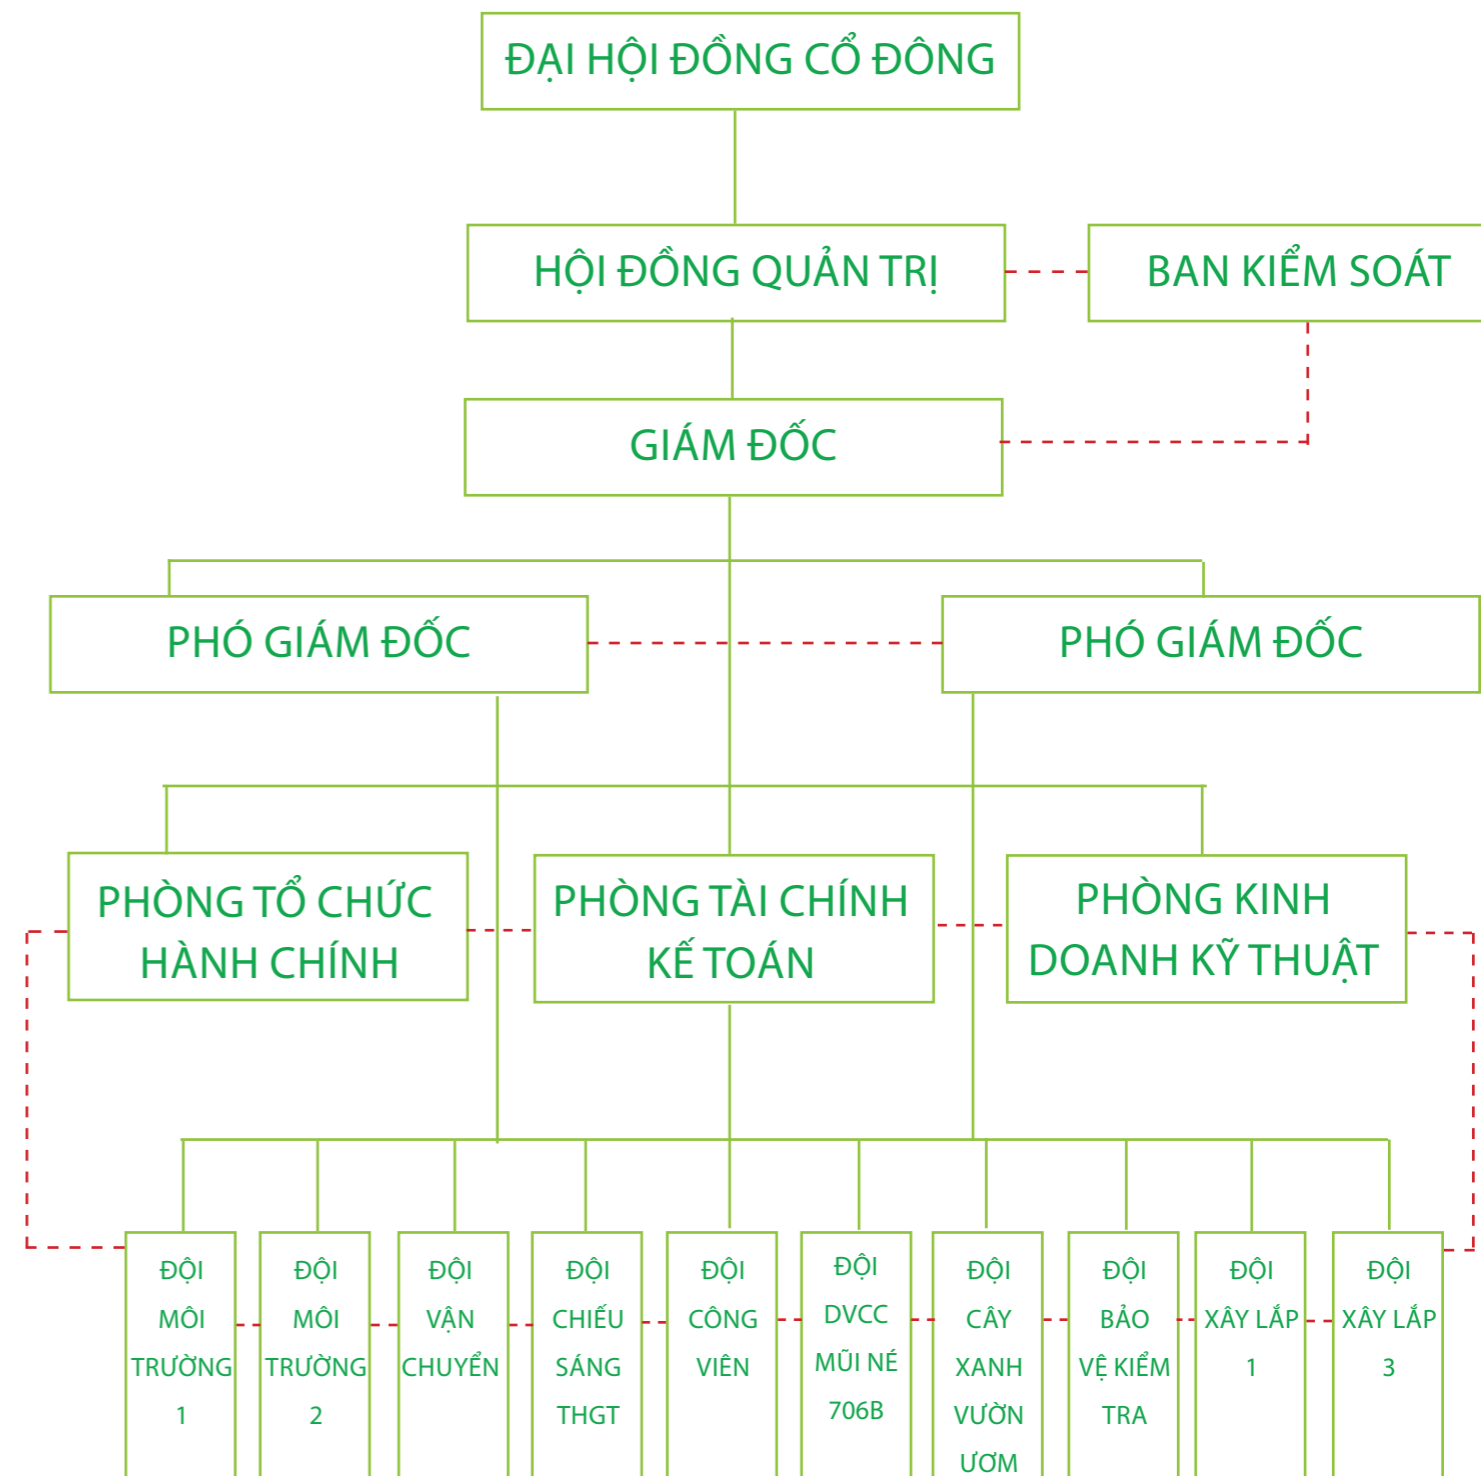 ĐẠI HỘI ĐỒNG CỔ ĐÔNG
HỘI ĐỒNG QUẢN TRỊ
BAN KIỂM SOÁT
GIÁM ĐỐC
PHÓ GIÁM ĐỐC
PHÓ GIÁM ĐỐC
PHÒNG TỔ CHỨC
HÀNH CHÍNH
PHÒNG TÀI CHÍNH
KẾ TOÁN
PHÒNG KINH
DOANH KỸ THUẬT
ĐỘI
MÔI
TRƯỜNG
1
ĐỘI
MÔI
TRƯỜNG
2
ĐỘI
VẬN
CHUYỂN
ĐỘI
CHIẾU
SÁNG
THGT
ĐỘI
CÔNG
VIÊN
ĐỘI
DVCC
MŨI NÉ
706B
ĐỘI
CÂY
XANH
VƯỜN
ƯƠM
ĐỘI
BẢO
VỆ KIỂM
TRA
ĐỘI
XÂY LẮP
1
ĐỘI
XÂY LẮP
3